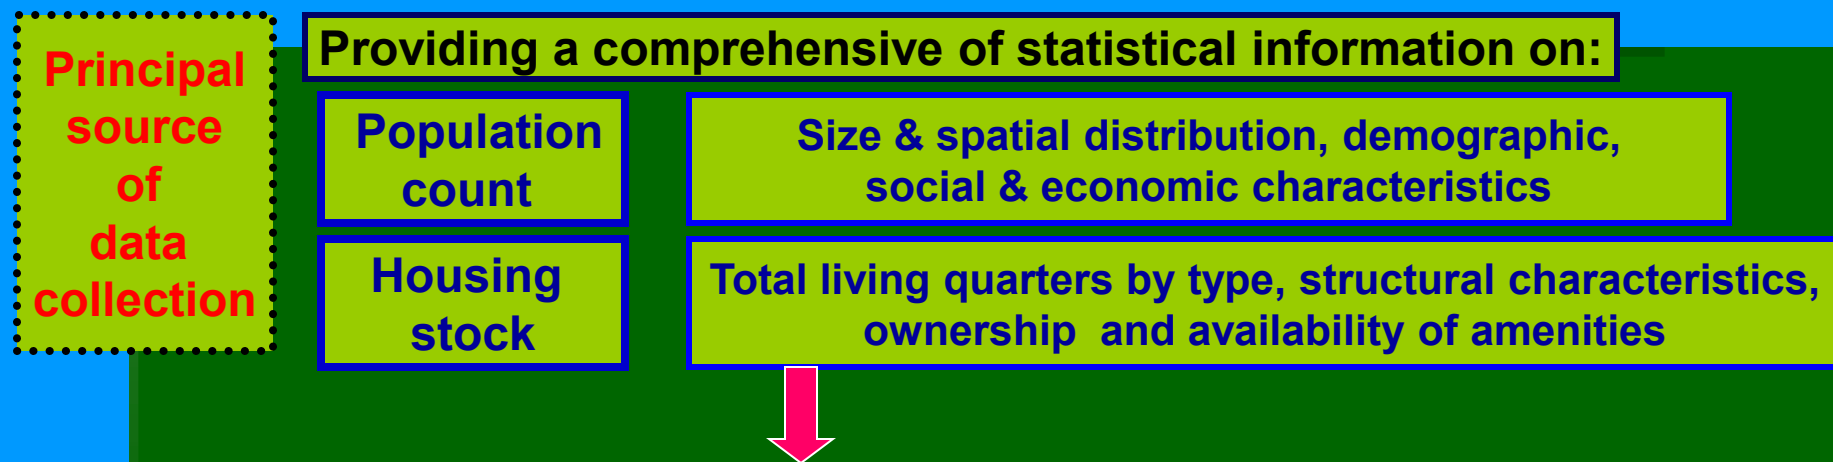 Principal
source
of
data
collection
Providing a comprehensive of statistical information on:
Population
count
Size & spatial distribution, demographic,
social & economic characteristics
Housing
stock
Total living quarters by type, structural characteristics,
ownership and availability of amenities